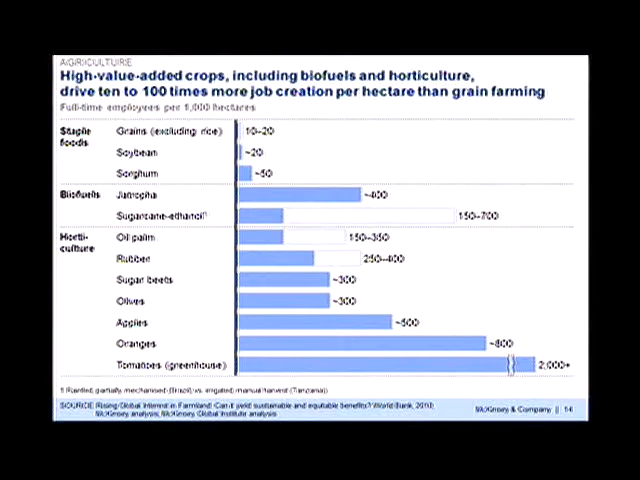 AGRICULTURE
High-value-added crops, including biofuels and horticulture,
drive ten to 100 times more job creation per hectare than grain farming
Full-time employees per 1,000 hectares
Staple foods
Grains (excluding rice) 10–20
Soybean ~20
Sorghum ~50
Biofuels
Jatropha ~400
Sugarcane-ethanol¹ 150–700
Horti-
culture
Oil palm 150–350
Rubber 250–400
Sugar beets ~300
Olives ~300
Apples ~500
Oranges ~800
Tomatoes (greenhouse) 2,000+
1 Rainfed, partially mechanised (Brazil) vs. irrigated, manual harvest (Tanzania)
SOURCE: Rising Global Interest in Farmland: Can it yield sustainable and equitable benefits? World Bank, 2010;
McKinsey analysis; McKinsey Global Institute analysis
McKinsey & Company | 14